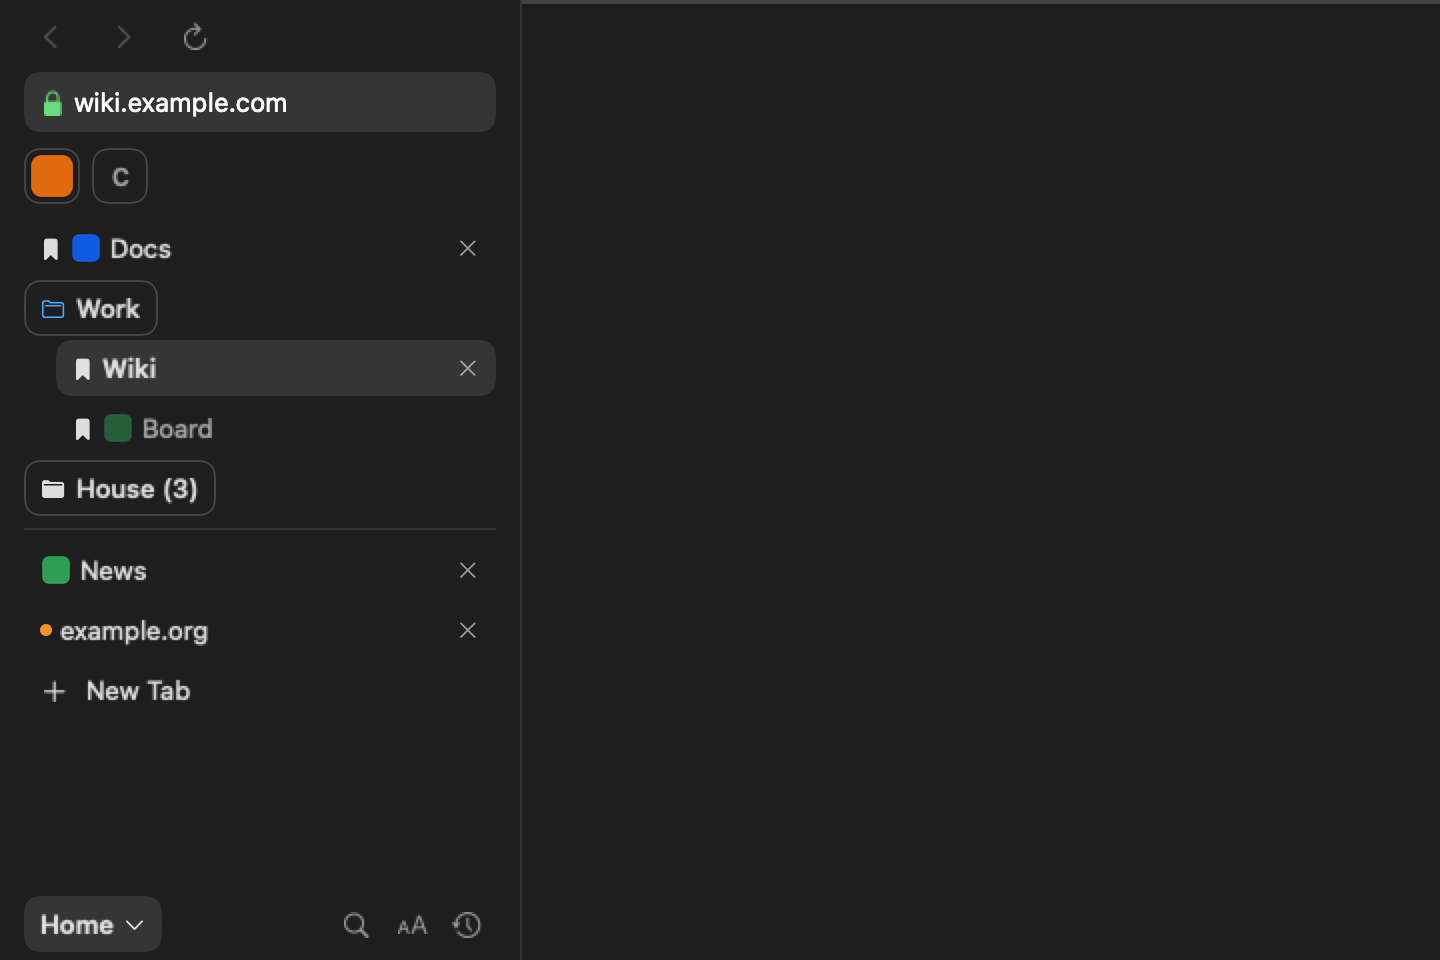 wiki.example.com
C
Docs
Work
Wiki
Board
House (3)
News
example.org
New Tab
Home
AA